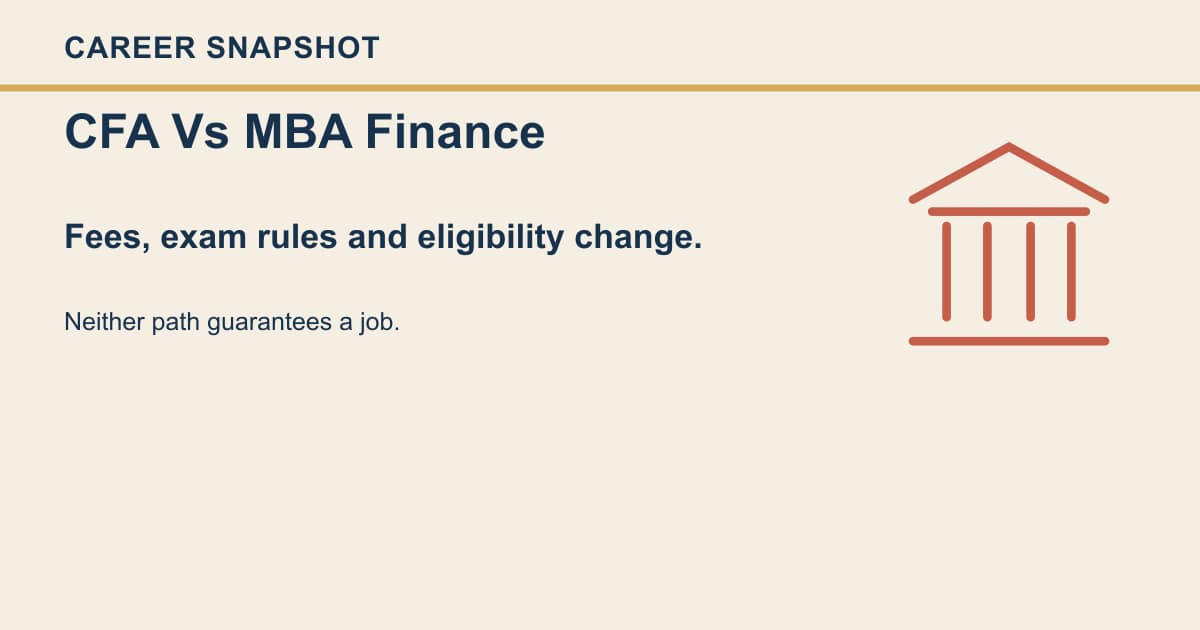 CAREER SNAPSHOT
CFA Vs MBA Finance
Fees, exam rules and eligibility change.
Neither path guarantees a job.